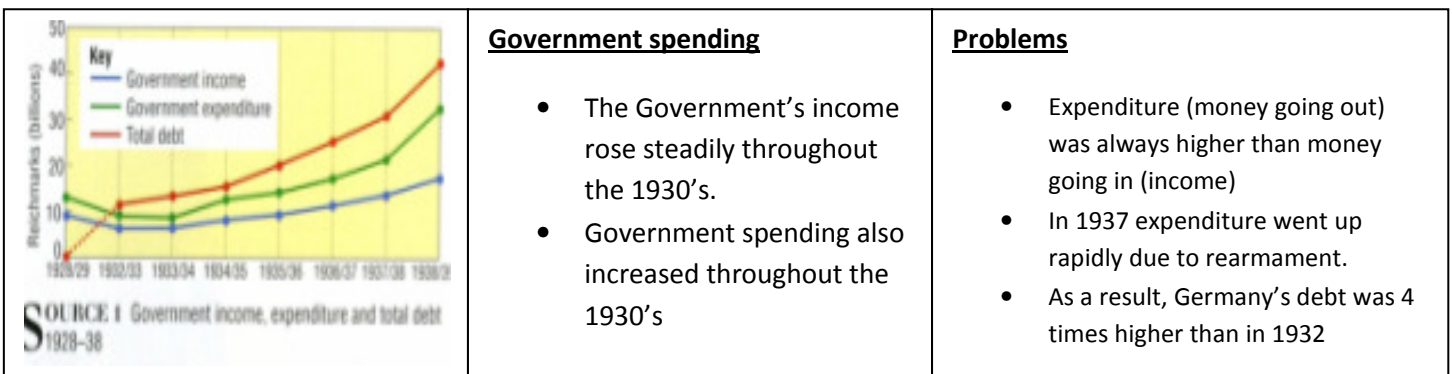 50
Key
40
Government income
Government expenditure
30
Total debt
20
10
0
Reichmarks (billions)
1928/29 1932/33 1933/34 1934/35 1935/36 1936/37 1937/38 1938/3
SOURCE 1 Government income, expenditure and total debt
1928–38
Government spending
• The Government’s income
rose steadily throughout
the 1930’s.
• Government spending also
increased throughout the
1930’s
Problems
• Expenditure (money going out)
was always higher than money
going in (income)
• In 1937 expenditure went up
rapidly due to rearmament.
• As a result, Germany’s debt was 4
times higher than in 1932